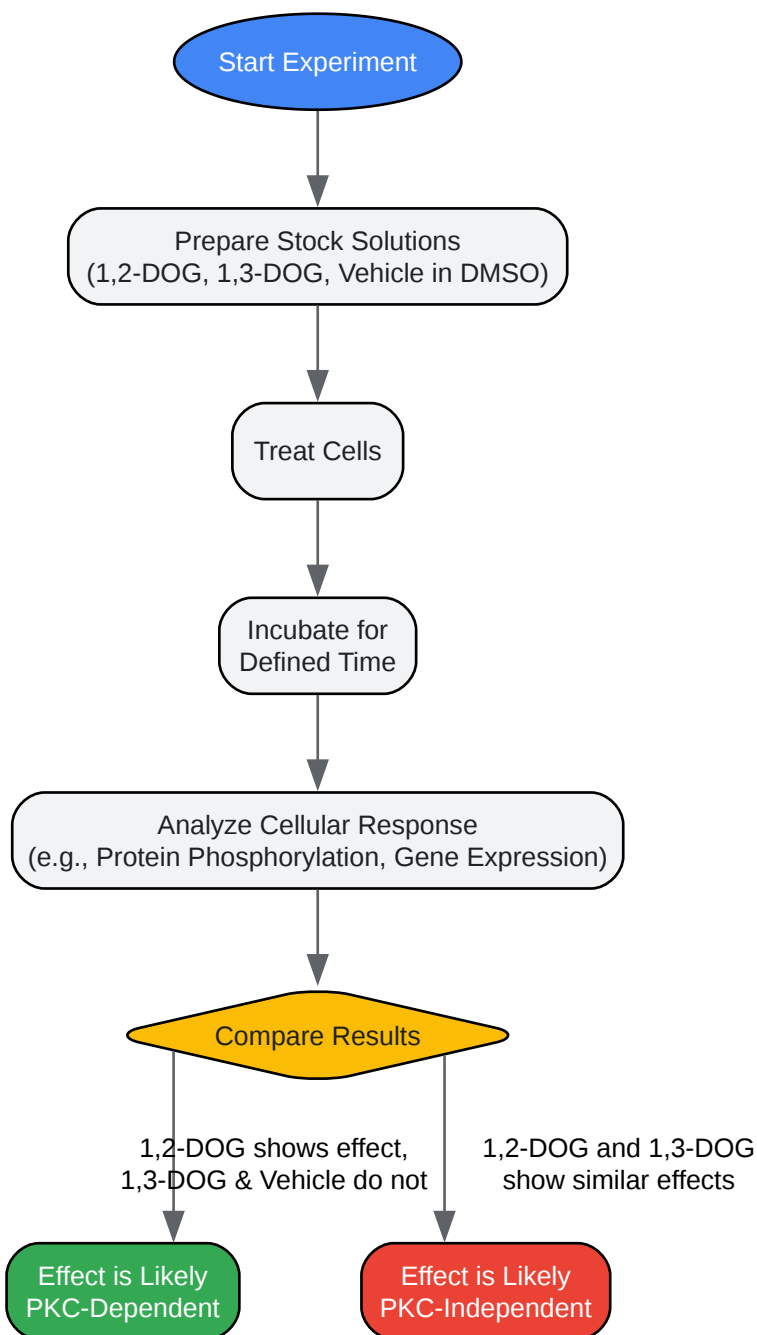 Start Experiment
Prepare Stock Solutions
(1,2-DOG, 1,3-DOG, Vehicle in DMSO)
Treat Cells
Incubate for
Defined Time
Analyze Cellular Response
(e.g., Protein Phosphorylation, Gene Expression)
Compare Results
1,2-DOG shows effect,
1,3-DOG & Vehicle do not
1,2-DOG and 1,3-DOG
show similar effects
Effect is Likely
PKC-Dependent
Effect is Likely
PKC-Independent